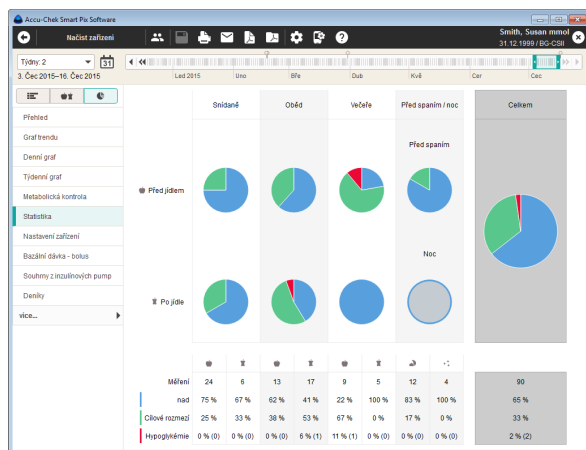 Accu-Chek Smart Pix Software
Načíst zařízení
Smith, Susan mmol
31.12.1999 / BG-CSII
Týdny: 2
31
3. Čec 2015–16. Čec 2015
Led 2015 Úno Bře Dub Kvě Čer Čec
Snídaně Oběd Večeře Před spaním / noc Celkem
Přehled
Graf trendu
Denní graf
Týdenní graf
Metabolická kontrola
Statistika
Nastavení zařízení
Bazální dávka - bolus
Souhrny z inzulínových pump
Deníky
více...
Před spaním
Před jídlem
Noc
Po jídle
Měření 24 6 13 17 9 5 12 4 90
nad 75 % 67 % 62 % 41 % 22 % 100 % 83 % 100 % 65 %
Cílové rozmezí 25 % 33 % 38 % 53 % 67 % 0 % 17 % 0 % 33 %
Hypoglykémie 0 % (0) 0 % (0) 0 % (0) 6 % (1) 11 % (1) 0 % (0) 0 % (0) 0 % (0) 2 % (2)